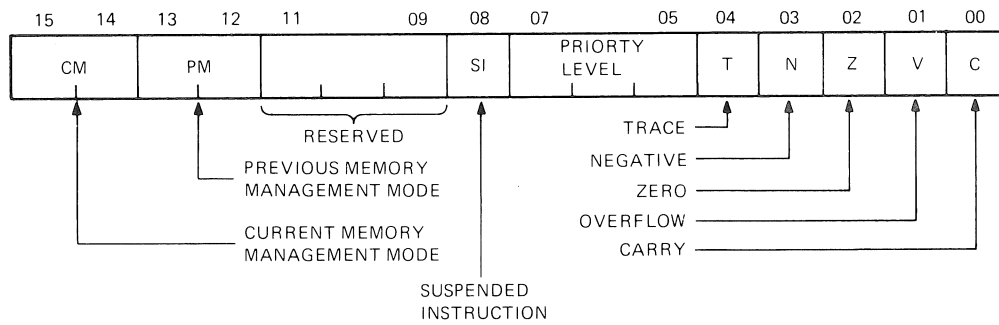 15 14 13 12 11 09 08 07 05 04 03 02 01 00
CM PM SI PRIORTY LEVEL T N Z V C
RESERVED
TRACE
PREVIOUS MEMORY
MANAGEMENT MODE
NEGATIVE
ZERO
OVERFLOW
CURRENT MEMORY
MANAGEMENT MODE
CARRY
SUSPENDED
INSTRUCTION